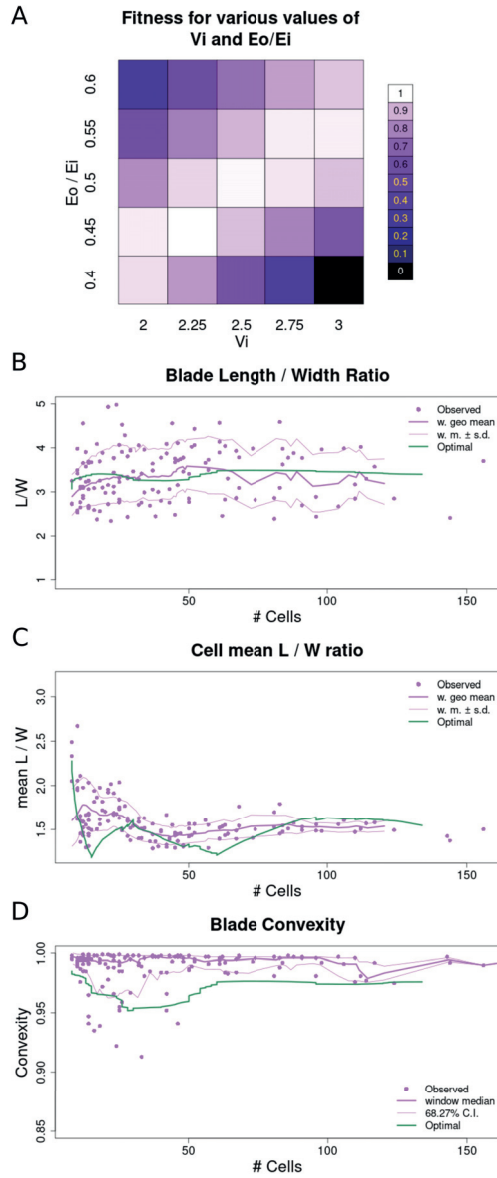 A
Fitness for various values of
Vi and Eo/Ei
0.6
0.55
0.5
0.45
0.4
Eo / Ei
2 2.25 2.5 2.75 3
Vi
1
0.9
0.8
0.7
0.6
0.5
0.4
0.3
0.2
0.1
0
B
Blade Length / Width Ratio
Observed
w. geo mean
w. m. ± s.d.
Optimal
5
4
3
2
1
L/W
50 100 150
# Cells
C
Cell mean L / W ratio
Observed
w. geo mean
w. m. ± s.d.
Optimal
3.0
2.5
2.0
1.5
mean L / W
50 100 150
# Cells
D
Blade Convexity
1.00
0.95
0.90
0.85
Convexity
Observed
window median
68.27% C.I.
Optimal
50 100 150
# Cells